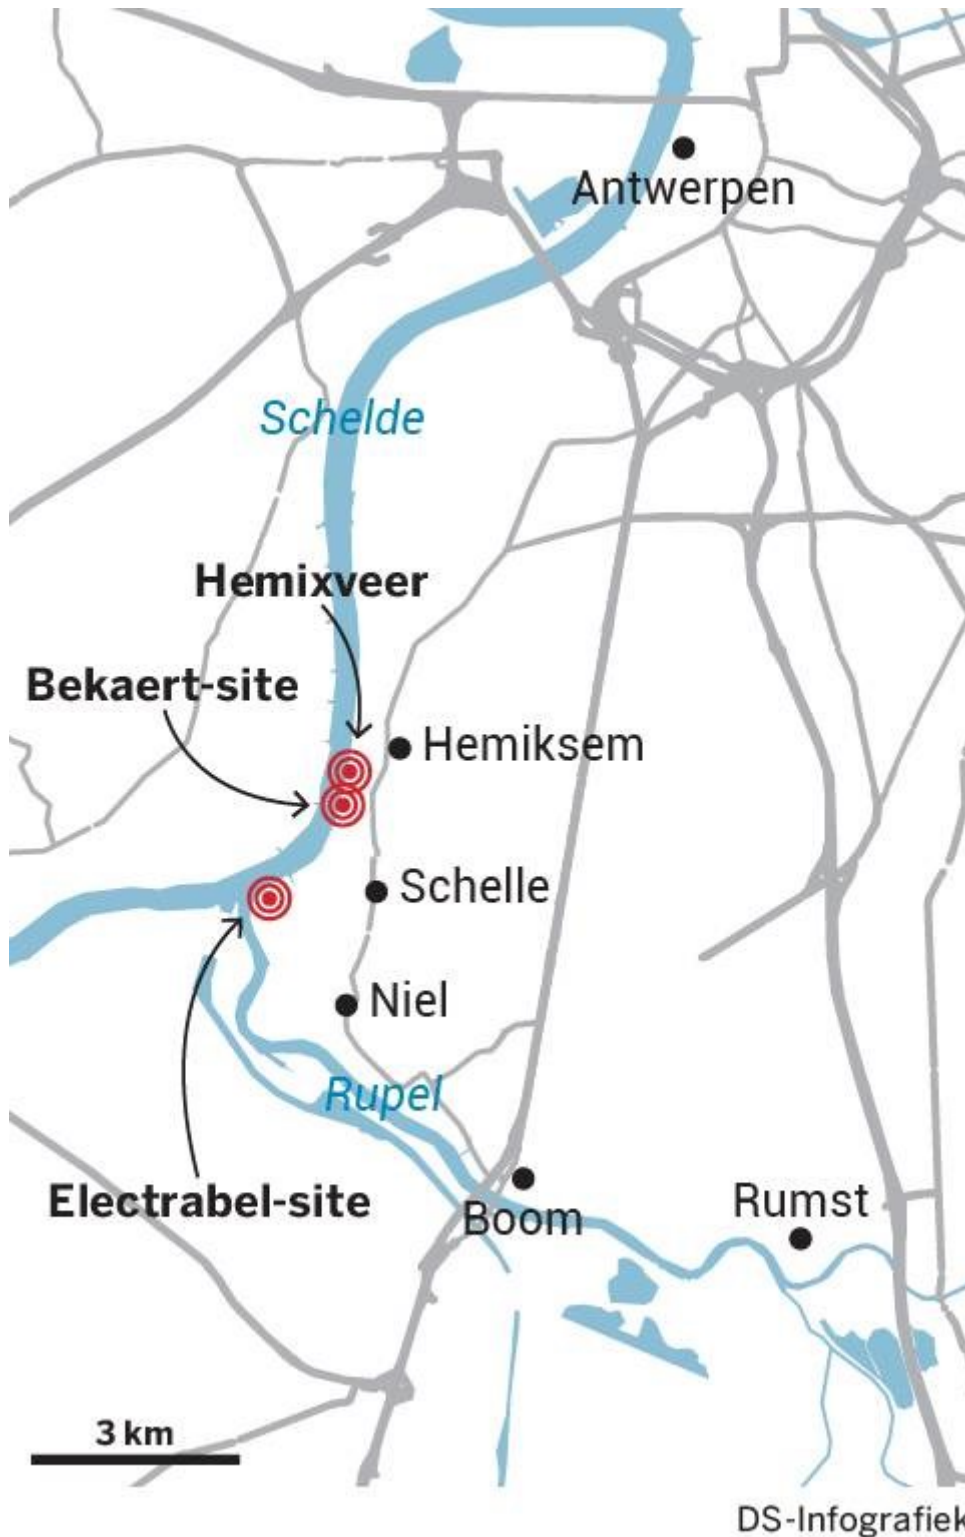 Antwerpen
Schelde
Hemixveer
Bekaert-site
Hemiksem
Schelle
Niel
Rupel
Electrabel-site
Boom
Rumst
3 km
DS-Infografiek